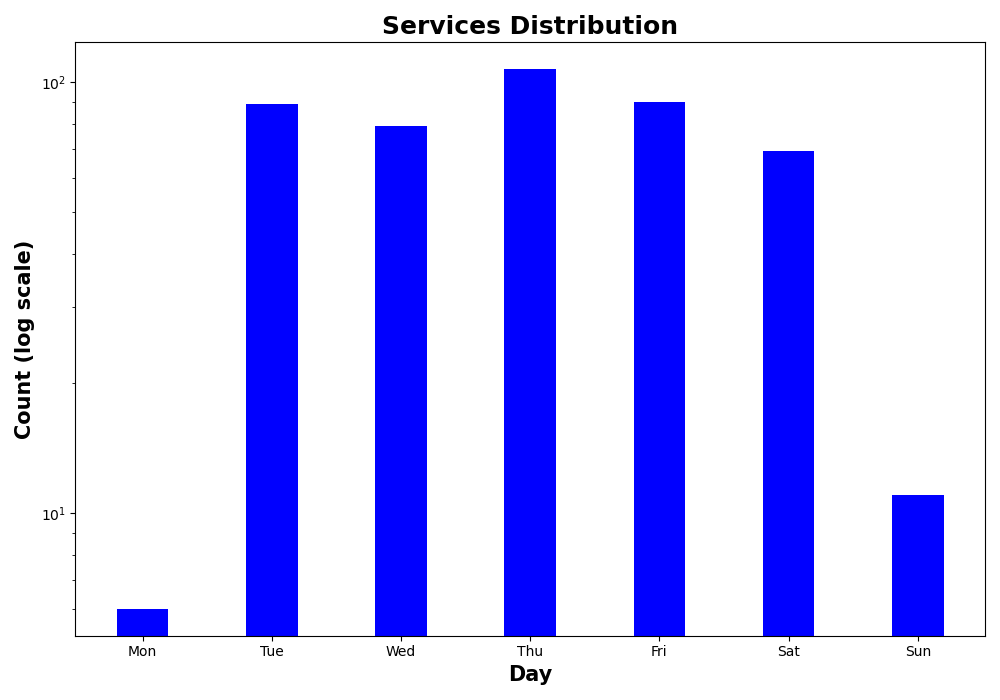 Services Distribution
Count (log scale)
10²
10¹
Mon Tue Wed Thu Fri Sat Sun
Day